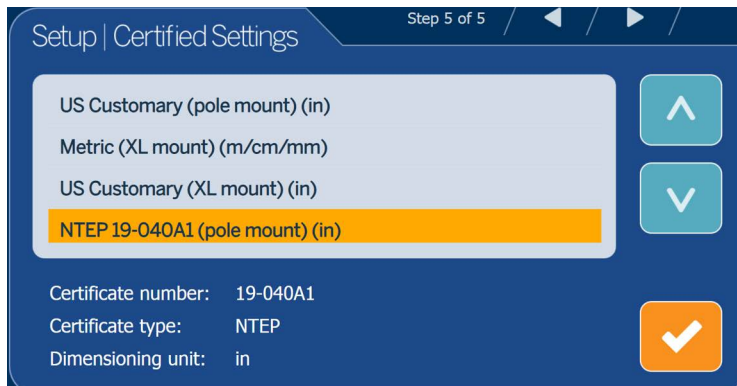 Setup | Certified Settings
Step 5 of 5
US Customary (pole mount) (in)
Metric (XL mount) (m/cm/mm)
US Customary (XL mount) (in)
NTEP 19-040A1 (pole mount) (in)
Certificate number: 19-040A1
Certificate type: NTEP
Dimensioning unit: in